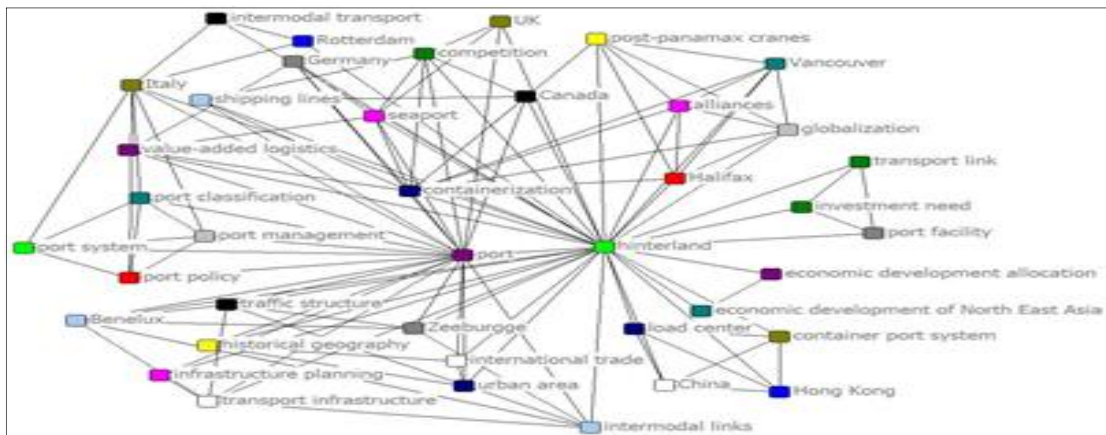 intermodal transport
UK
Rotterdam
post-panamax cranes
competition
Germany
Vancouver
Italy
shipping lines
Canada
alliances
seaport
globalization
value-added logistics
transport link
Halifax
containerization
port classification
investment need
port management
port facility
port system
hinterland
port
port policy
economic development allocation
traffic structure
economic development of North East Asia
Benelux
Zeeburgge
load center
container port system
historical geography
international trade
infrastructure planning
urban area
China
Hong Kong
transport infrastructure
intermodal links